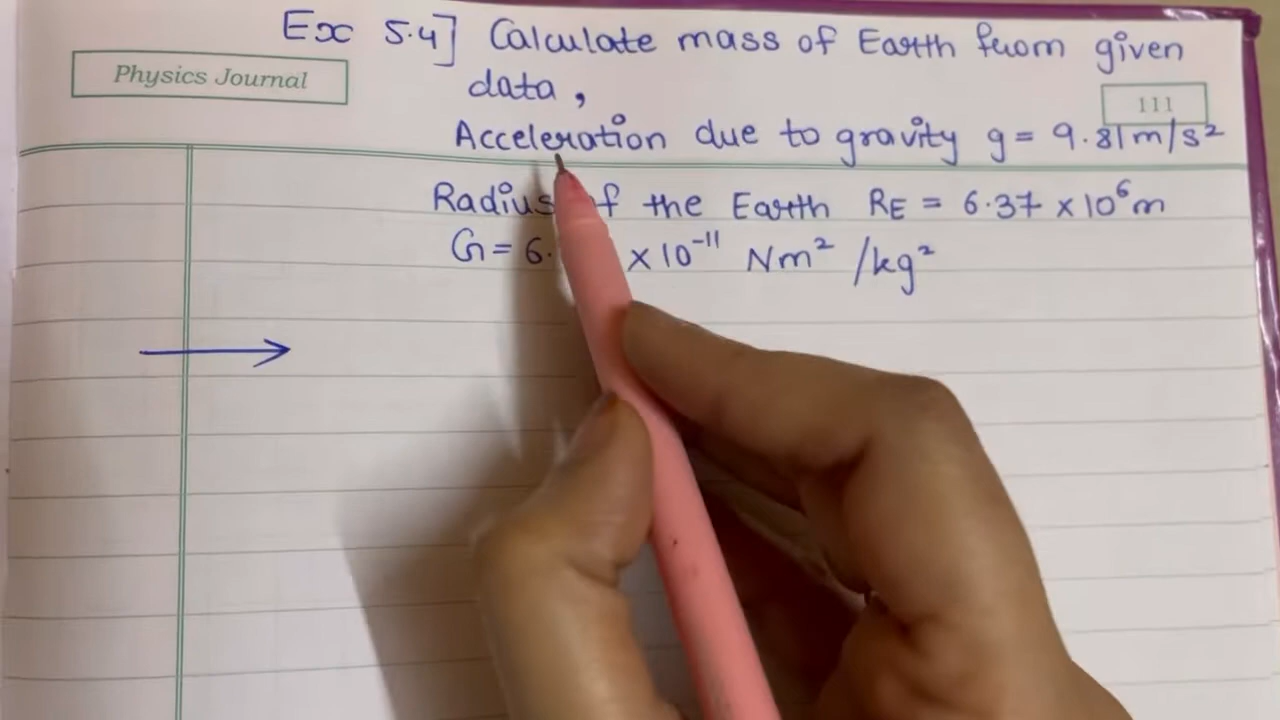 Ex 5.4] Calculate mass of Earth from given
Physics Journal
data,
111
Acceleration due to gravity g = 9.81 m/s²
Radius of the Earth RE = 6.37 × 10⁶ m
G = 6. × 10⁻¹¹ Nm² /kg²